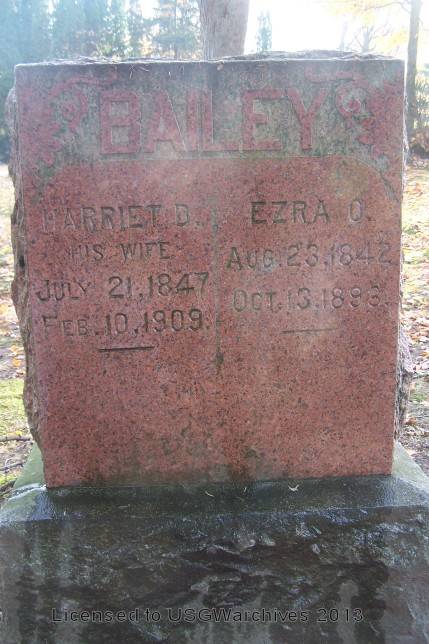 BAILEY
HARRIET D.
HIS WIFE
JULY 21, 1847
FEB. 10, 1909.
EZRA O.
AUG. 23, 1842
OCT. 13, 1896.
Licensed to USGWarchives 2013